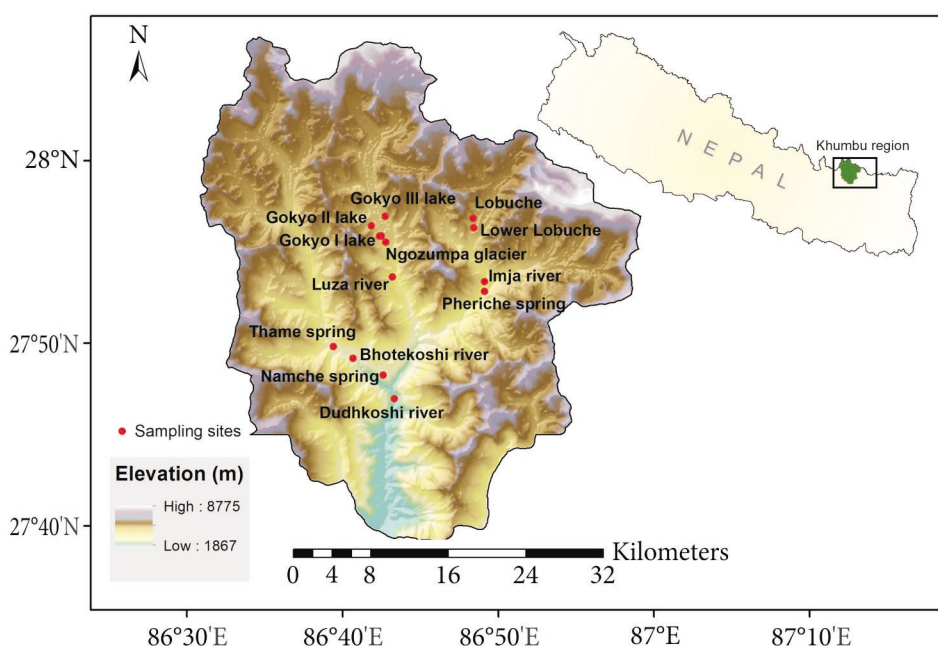 N
28°N
27°50'N
27°40'N
NEPAL
Khumbu region
Gokyo III lake
Gokyo II lake
Gokyo I lake
Ngozumpa glacier
Lobuche
Lower Lobuche
Luza river
Imja river
Pheriche spring
Thame spring
Bhotekoshi river
Namche spring
Dudhkoshi river
Sampling sites
Elevation (m)
High : 8775
Low : 1867
Kilometers
0 4 8 16 24 32
86°30'E 86°40'E 86°50'E 87°E 87°10'E